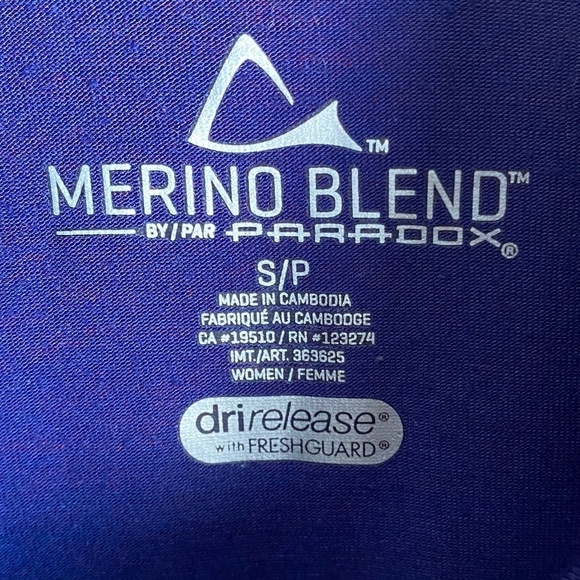 ™
MERINO BLEND™
BY/PAR PARADOX®
S/P
MADE IN CAMBODIA
FABRIQUÉ AU CAMBODGE
CA #19510 / RN #123274
IMT./ART. 363625
WOMEN / FEMME
drirelease®
with FRESHGUARD®